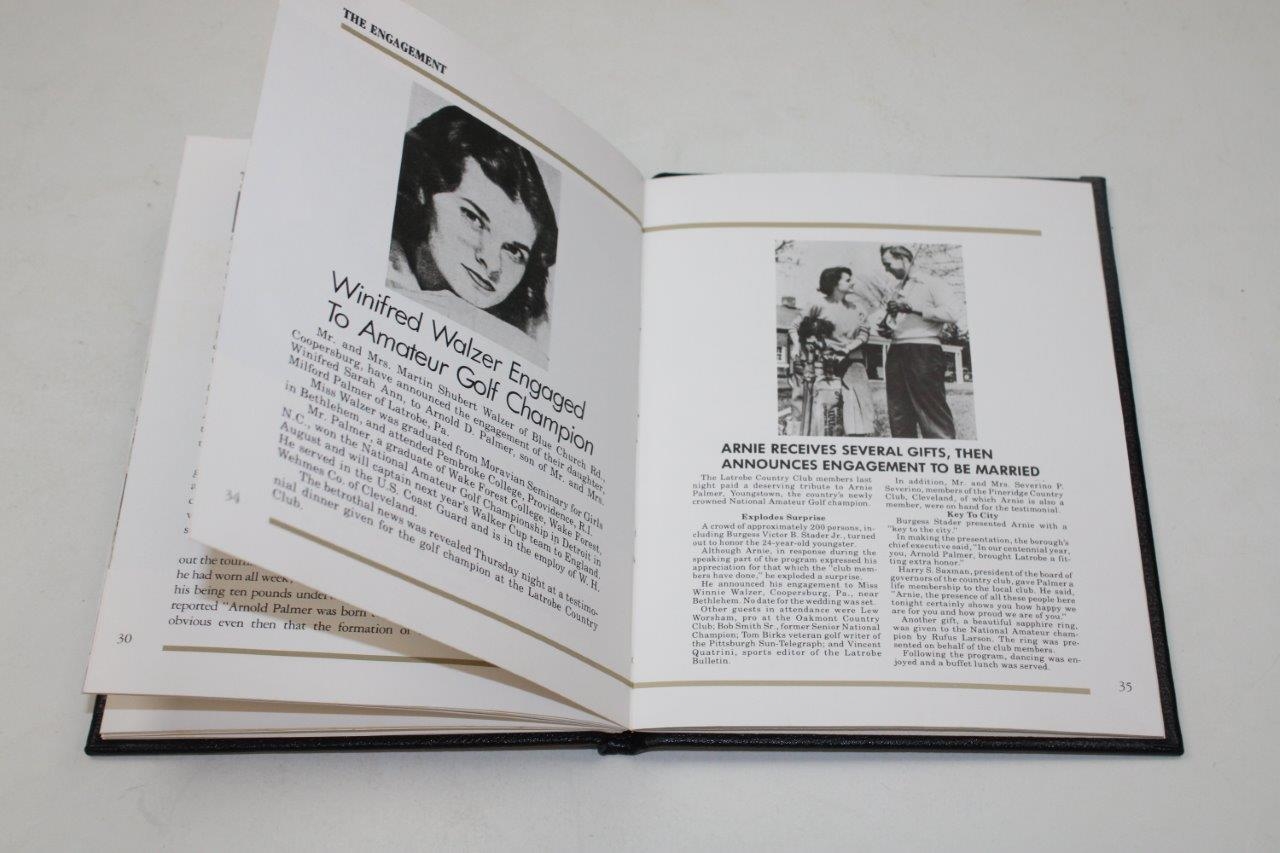 THE ENGAGEMENT
Winifred Walzer Engaged
To Amateur Golf Champion
Mr. and Mrs. Martin Shubert Walzer of Blue Church Rd.,
Coopersburg, have announced the engagement of their daughter,
Winifred Sarah Ann, to Arnold D. Palmer, son of Mr. and Mrs.
Milford Palmer of Latrobe, Pa.
Miss Walzer was graduated from Moravian Seminary for Girls
in Bethlehem, and attended Pembroke College, Providence, R.I.
Mr. Palmer, a graduate of Wake Forest College, Wake Forest,
N.C., won the National Amateur Golf Championship in Detroit in
August and will captain next year's Walker Cup team to England.
He served in the U.S. Coast Guard and is in the employ of W. H.
Wehmes Co. of Cleveland.
The betrothal news was revealed Thursday night at a testimo-
nial dinner given for the golf champion at the Latrobe Country
Club.
34
out the
he had worn all week,
his being ten pounds under
reported "Arnold Palmer was born
obvious even then that the formation of
30
ARNIE RECEIVES SEVERAL GIFTS, THEN
ANNOUNCES ENGAGEMENT TO BE MARRIED
The Latrobe Country Club members last
night paid a deserving tribute to Arnie
Palmer, Youngstown, the country's newly
crowned National Amateur Golf champion.
Explodes Surprise
A crowd of approximately 200 persons, in-
cluding Burgess Victor B. Stader Jr., turned
out to honor the 24-year-old youngster.
Although Arnie, in response during the
speaking part of the program expressed his
appreciation for that which the "club mem-
bers have done," he exploded a surprise.
He announced his engagement to Miss
Winnie Walzer, Coopersburg, Pa., near
Bethlehem. No date for the wedding was set.
Other guests in attendance were Lew
Worsham, pro at the Oakmont Country
Club; Bob Smith Sr., former Senior National
Champion; Tom Birks veteran golf writer of
the Pittsburgh Sun-Telegraph; and Vincent
Quatrini, sports editor of the Latrobe
Bulletin.
In addition, Mr. and Mrs. Severino P.
Severino, members of the Pineridge Country
Club, Cleveland, of which Arnie is also a
member, were on hand for the testimonial.
Key To City
Burgess Stader presented Arnie with a
"key to the city."
In making the presentation, the borough's
chief executive said, "In our centennial year,
you, Arnold Palmer, brought Latrobe a fit-
ting extra honor."
Harry S. Saxman, president of the board of
governors of the country club, gave Palmer a
life membership to the local club. He said,
"Arnie, the presence of all these people here
tonight certainly shows you how happy we
are for you and how proud we are of you."
Another gift, a beautiful sapphire ring,
was given to the National Amateur cham-
pion by Rufus Larson. The ring was pre-
sented on behalf of the club members.
Following the program, dancing was en-
joyed and a buffet lunch was served.
35